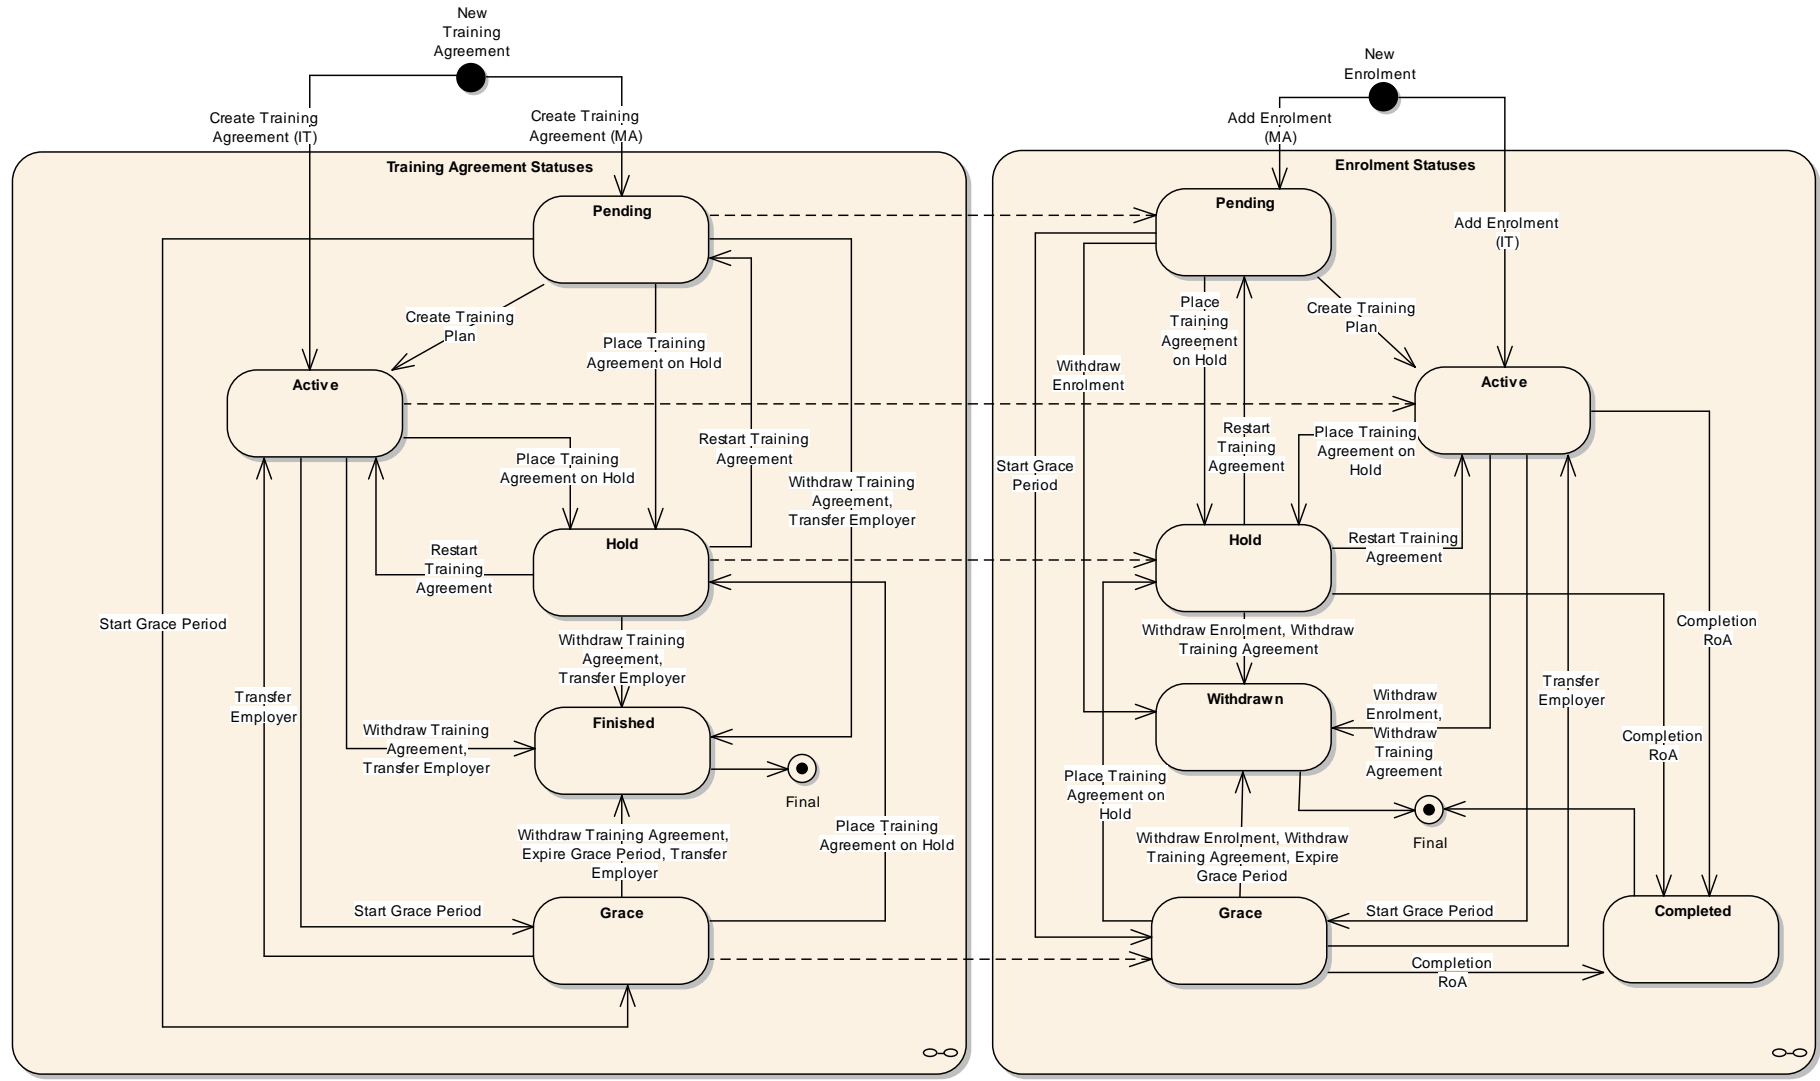 New
Training
Agreement
Create Training
Agreement (IT)
Create Training
Agreement (MA)
Training Agreement Statuses
Pending
Create Training
Plan
Place Training
Agreement on Hold
Active
Restart Training
Agreement
Place Training
Agreement on Hold
Withdraw Training
Agreement,
Transfer Employer
Hold
Restart
Training
Agreement
Start Grace Period
Withdraw Training
Agreement,
Transfer Employer
Transfer
Employer
Finished
Withdraw Training
Agreement,
Transfer Employer
Final
Withdraw Training Agreement,
Expire Grace Period, Transfer
Employer
Place Training
Agreement on Hold
Start Grace Period
Grace
New
Enrolment
Add Enrolment
(MA)
Enrolment Statuses
Pending
Add Enrolment
(IT)
Place
Training
Agreement
on Hold
Create Training
Plan
Withdraw
Enrolment
Active
Restart
Training
Agreement
Place Training
Agreement on
Hold
Start Grace
Period
Hold
Restart Training
Agreement
Withdraw Enrolment, Withdraw
Training Agreement
Completion
RoA
Withdrawn
Withdraw
Enrolment,
Withdraw
Training
Agreement
Transfer
Employer
Completion
RoA
Place Training
Agreement on
Hold
Final
Withdraw Enrolment, Withdraw
Training Agreement, Expire
Grace Period
Grace
Start Grace Period
Completed
Completion
RoA